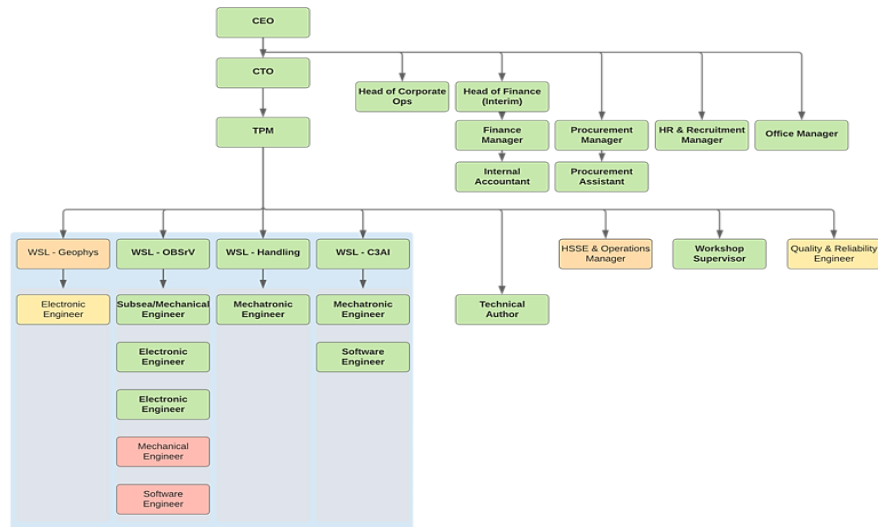 CEO
CTO
TPM
Head of Corporate
Ops
Head of Finance
(Interim)
Finance
Manager
Procurement
Manager
HR & Recruitment
Manager
Office Manager
Internal
Accountant
Procurement
Assistant
WSL - Geophys
WSL - OBSrV
WSL - Handling
WSL - C3AI
HSSE & Operations
Manager
Workshop
Supervisor
Quality & Reliability
Engineer
Electronic
Engineer
Subsea/Mechanical
Engineer
Mechatronic
Engineer
Mechatronic
Engineer
Technical
Author
Electronic
Engineer
Software
Engineer
Electronic
Engineer
Mechanical
Engineer
Software
Engineer